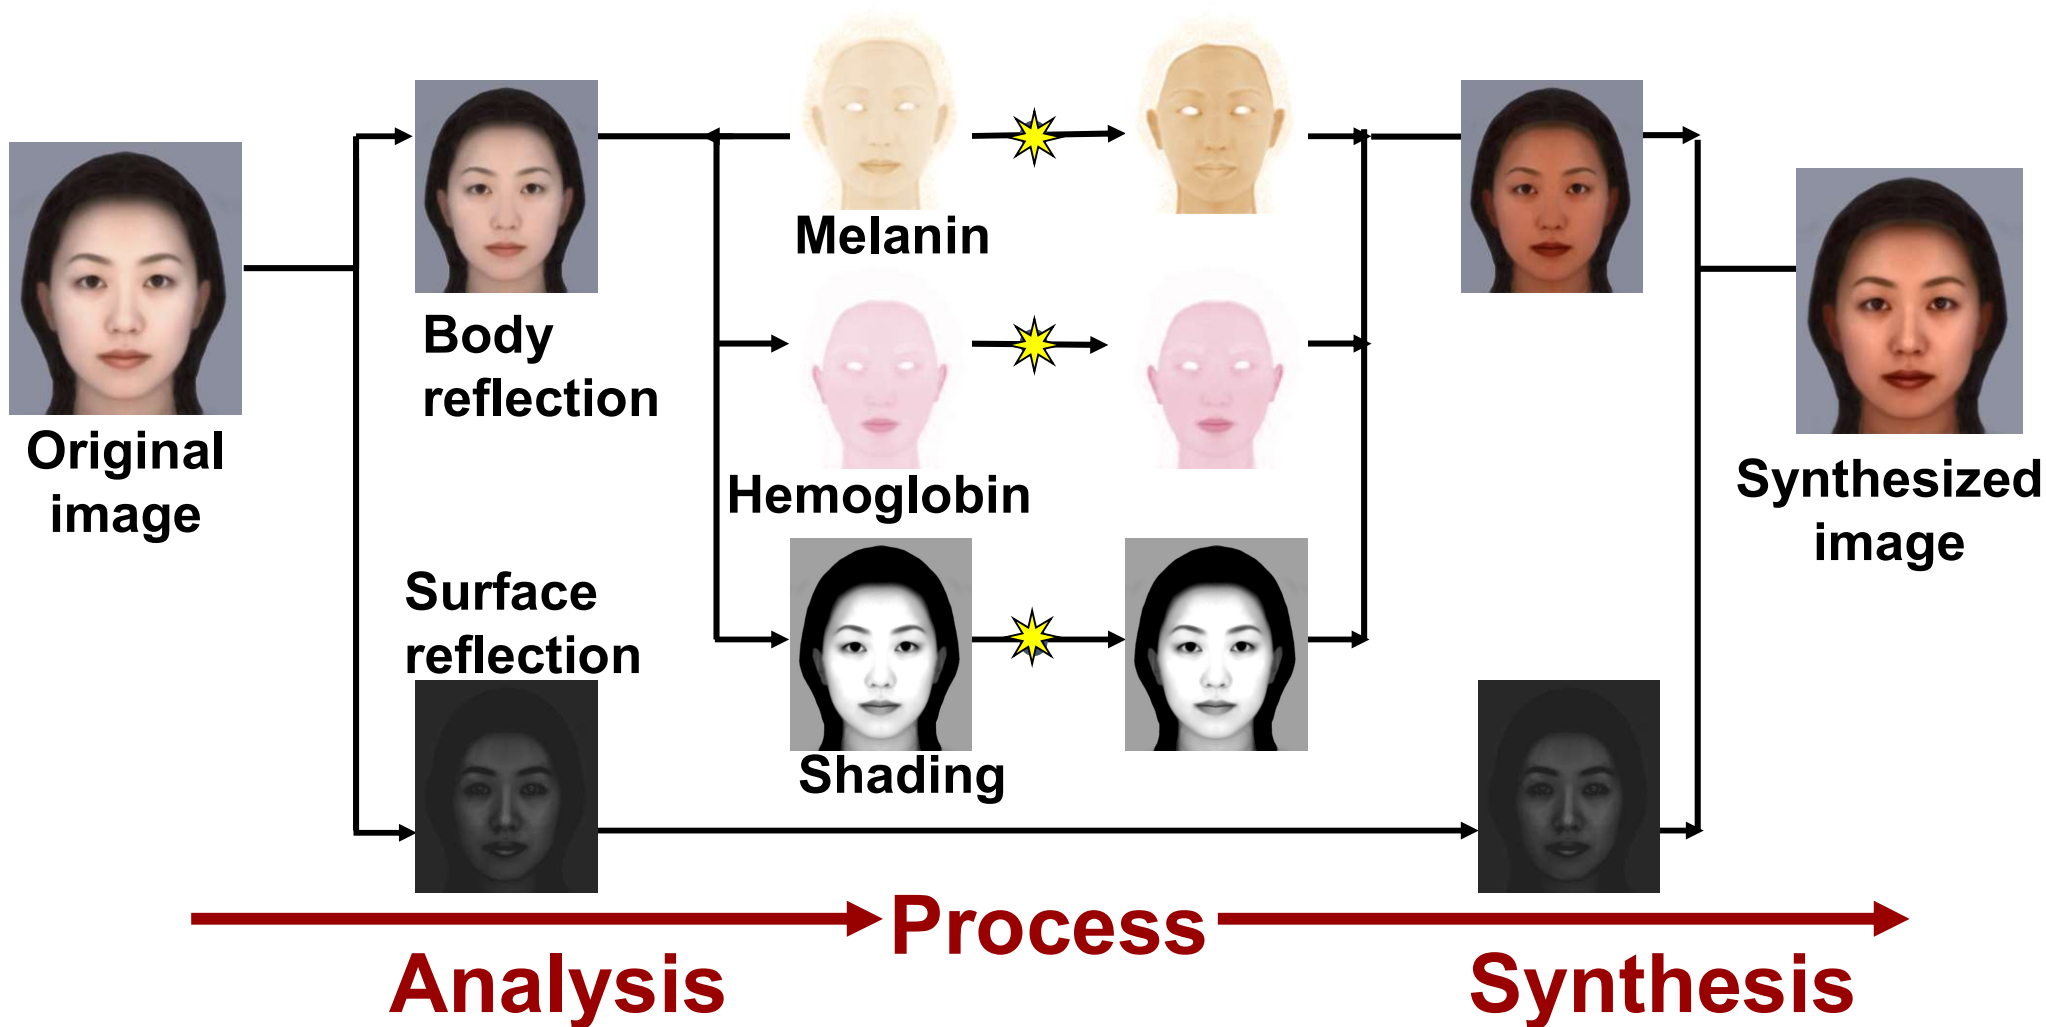 Original
image
Body
reflection
Surface
reflection
Melanin
Hemoglobin
Shading
Synthesized
image
Process
Analysis
Synthesis